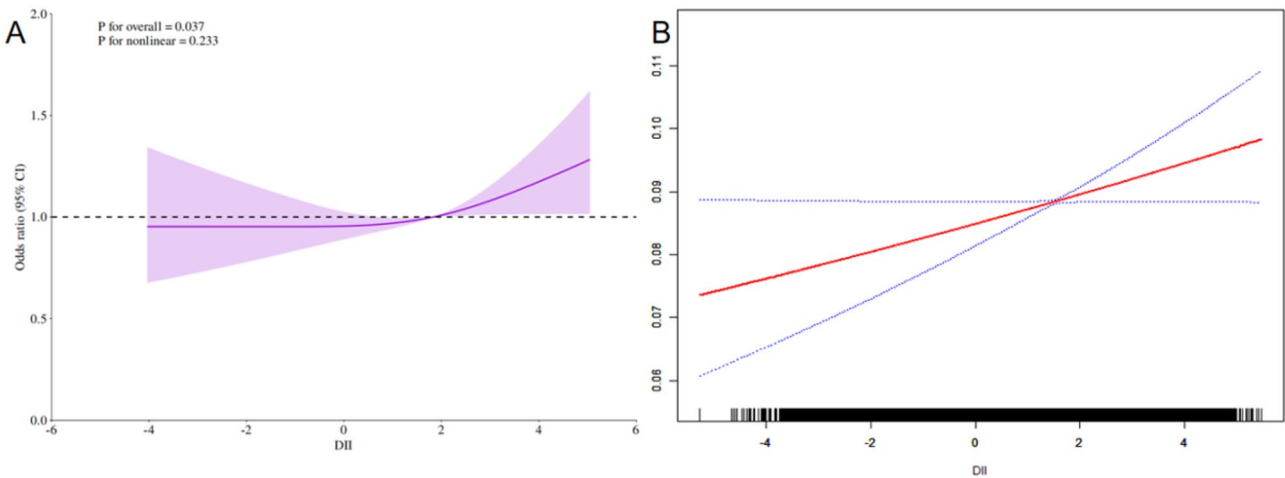 A
P for overall = 0.037
P for nonlinear = 0.233
Odds ratio (95% CI)
2.0
1.5
1.0
0.5
0.0
-6 -4 -2 0 2 4 6
DII
B
0.11
0.10
0.09
0.08
0.07
0.06
-4 -2 0 2 4
DII